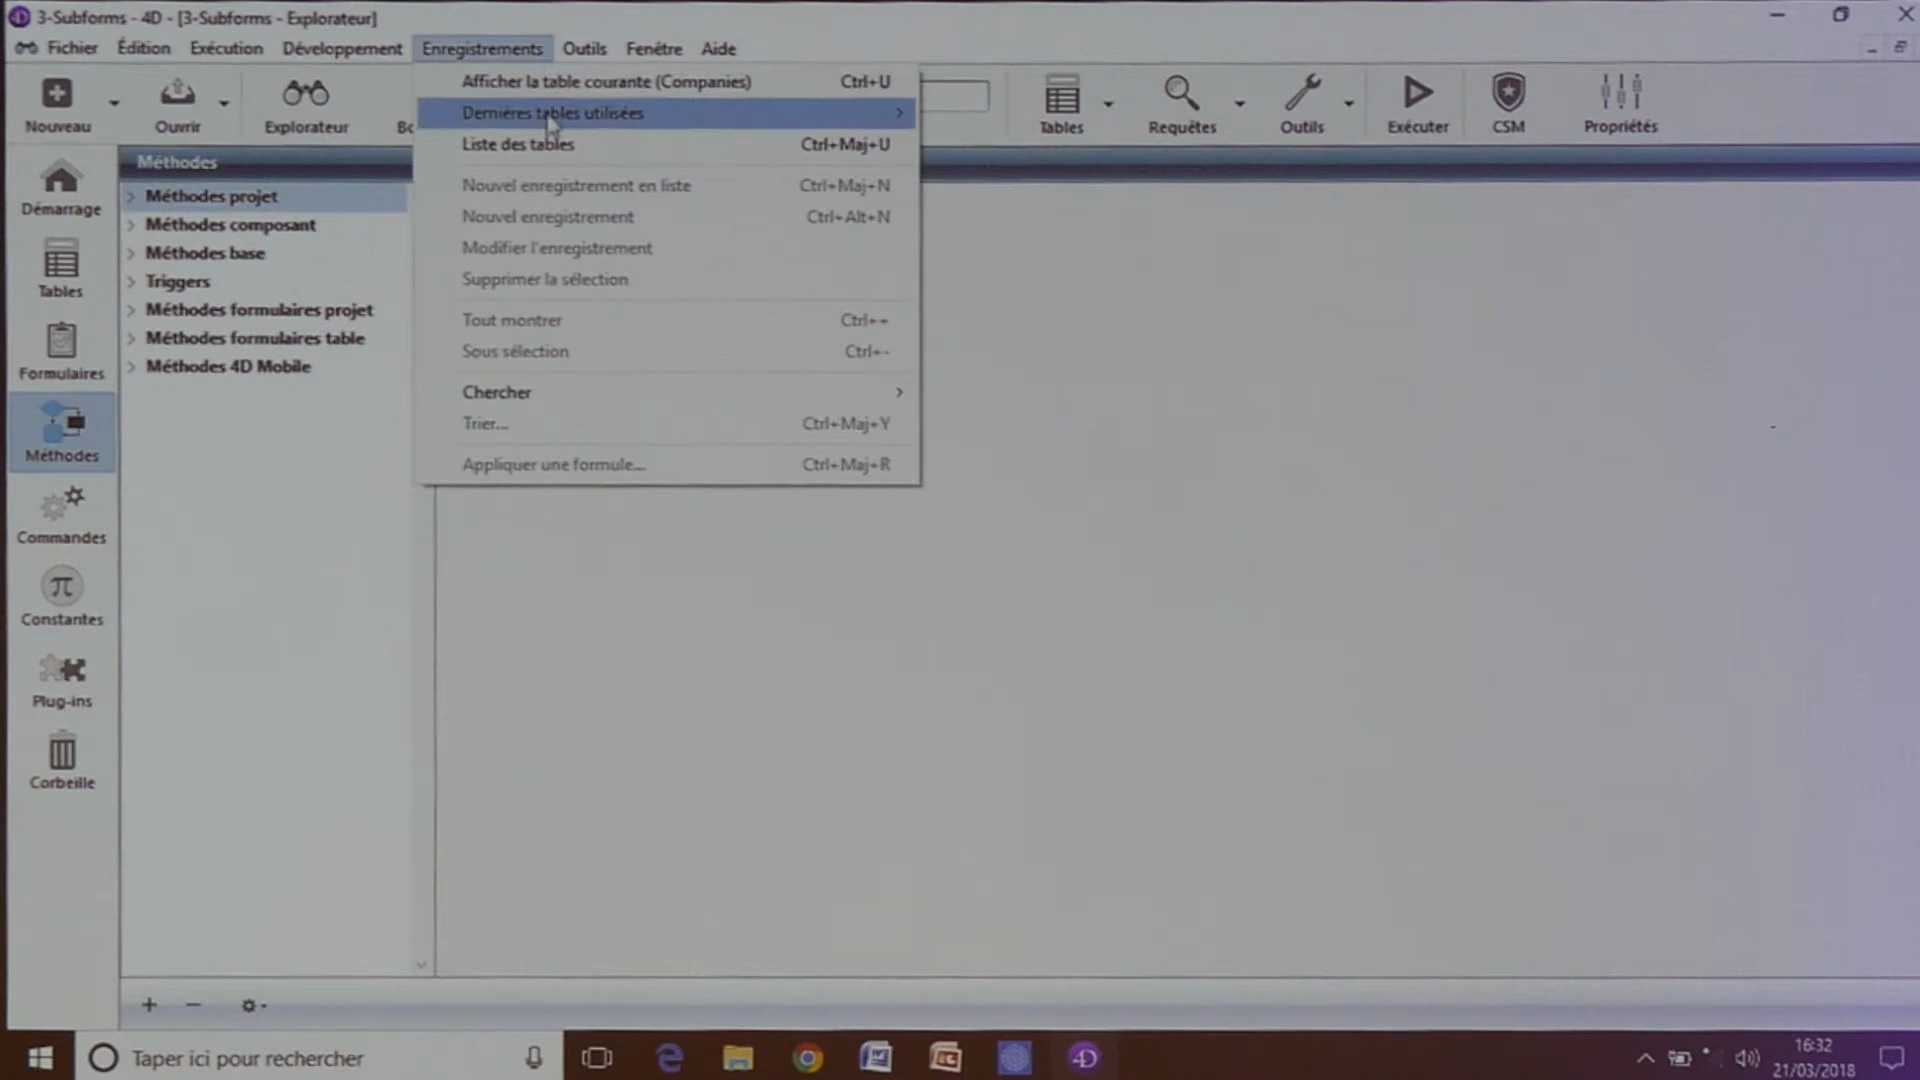 3-Subforms - 4D - [3-Subforms - Explorateur]
Fichier Édition Exécution Développement Enregistrements Outils Fenêtre Aide
Nouveau Ouvrir Explorateur Tables Requêtes Outils Exécuter CSM Propriétés
Afficher la table courante (Companies) Ctrl+U
Dernières tables utilisées
Liste des tables Ctrl+Maj+U
Nouvel enregistrement en liste Ctrl+Maj+N
Nouvel enregistrement Ctrl+Alt+N
Modifier l'enregistrement
Supprimer la sélection
Tout montrer Ctrl++
Sous sélection Ctrl+-
Chercher
Trier... Ctrl+Maj+Y
Appliquer une formule... Ctrl+Maj+R
Démarrage
Tables
Formulaires
Méthodes
Commandes
Constantes
Plug-ins
Corbeille
Méthodes
Méthodes projet
Méthodes composant
Méthodes base
Triggers
Méthodes formulaires projet
Méthodes formulaires table
Méthodes 4D Mobile
Taper ici pour rechercher
16:32
21/03/2018